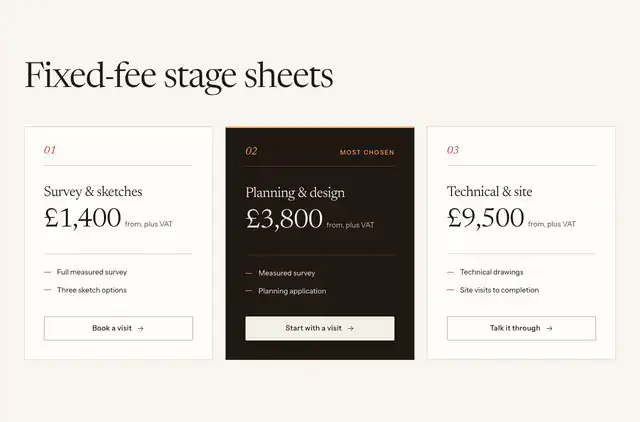 Fixed-fee stage sheets
01
Survey & sketches
£1,400 from, plus VAT
— Full measured survey
— Three sketch options
Book a visit →
02 MOST CHOSEN
Planning & design
£3,800 from, plus VAT
— Measured survey
— Planning application
Start with a visit →
03
Technical & site
£9,500 from, plus VAT
— Technical drawings
— Site visits to completion
Talk it through →